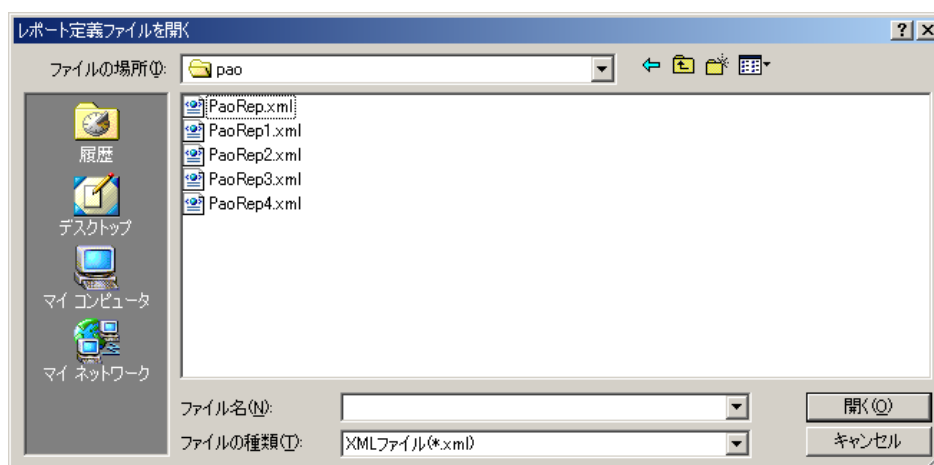 レポート定義ファイルを開く
ファイルの場所(I):
pao
履歴
デスクトップ
マイ コンピュータ
マイ ネットワーク
PaoRep.xml
PaoRep1.xml
PaoRep2.xml
PaoRep3.xml
PaoRep4.xml
ファイル名(N):
開く(O)
ファイルの種類(T):
XMLファイル(*.xml)
キャンセル